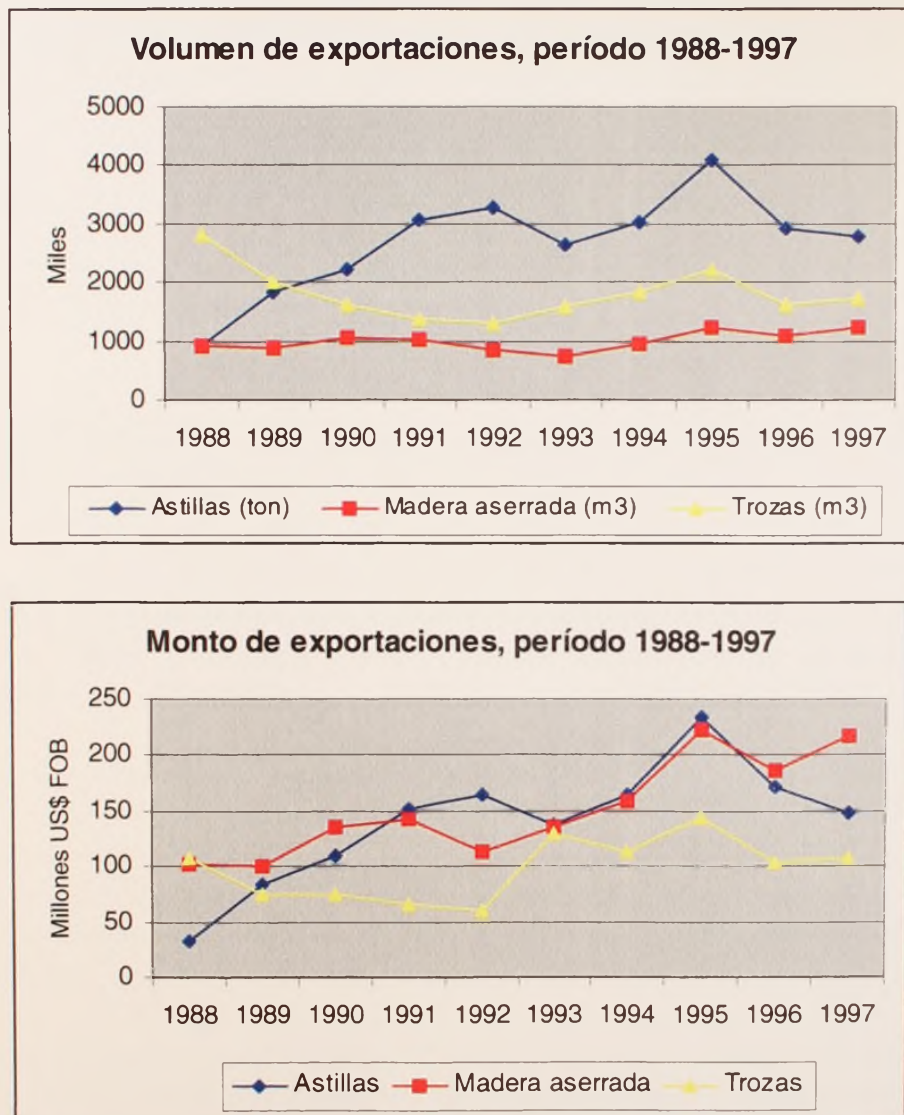 Volumen de exportaciones, período 1988-1997
5000
4000
3000
2000
1000
0
Miles
1988 1989 1990 1991 1992 1993 1994 1995 1996 1997
Astillas (ton) Madera aserrada (m3) Trozas (m3)
Monto de exportaciones, período 1988-1997
250
200
150
100
50
0
Millones US$ FOB
1988 1989 1990 1991 1992 1993 1994 1995 1996 1997
Astillas Madera aserrada Trozas